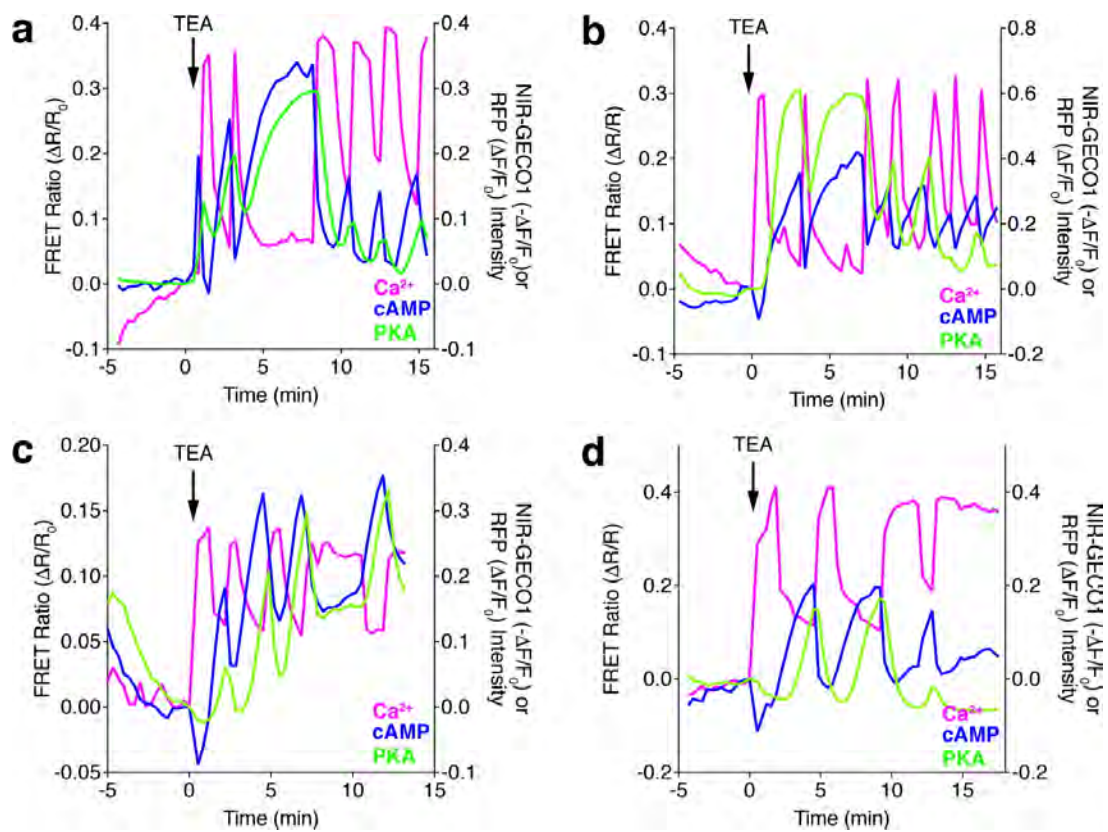 a
TEA
0.4
0.3
0.2
0.1
0.0
-0.1
FRET Ratio (ΔR/R₀)
0.4
0.3
0.2
0.1
0.0
-0.1
NIR-GECO1 (-ΔF/F₀)or
RFP (ΔF/F₀) Intensity
Ca²⁺
cAMP
PKA
-5
0
5
10
15
Time (min)
b
TEA
0.4
0.3
0.2
0.1
0.0
-0.1
FRET Ratio (ΔR/R)
0.8
0.6
0.4
0.2
0.0
-0.2
NIR-GECO1 (-ΔF/F₀) or
RFP (ΔF/F₀) Intensity
Ca²⁺
cAMP
PKA
-5
0
5
10
15
Time (min)
c
TEA
0.20
0.15
0.10
0.05
0.00
-0.05
FRET Ratio (ΔR/R₀)
0.4
0.3
0.2
0.1
0.0
-0.1
NIR-GECO1 (-ΔF/F₀) or
RFP (ΔF/F₀) Intensity
Ca²⁺
cAMP
PKA
-5
0
5
10
15
Time (min)
d
TEA
0.4
0.2
0.0
-0.2
FRET Ratio (ΔR/R)
0.4
0.2
0.0
-0.2
NIR-GECO1 (-ΔF/F₀) or
RFP (ΔF/F₀) Intensity
Ca²⁺
cAMP
PKA
-5
0
5
10
15
Time (min)